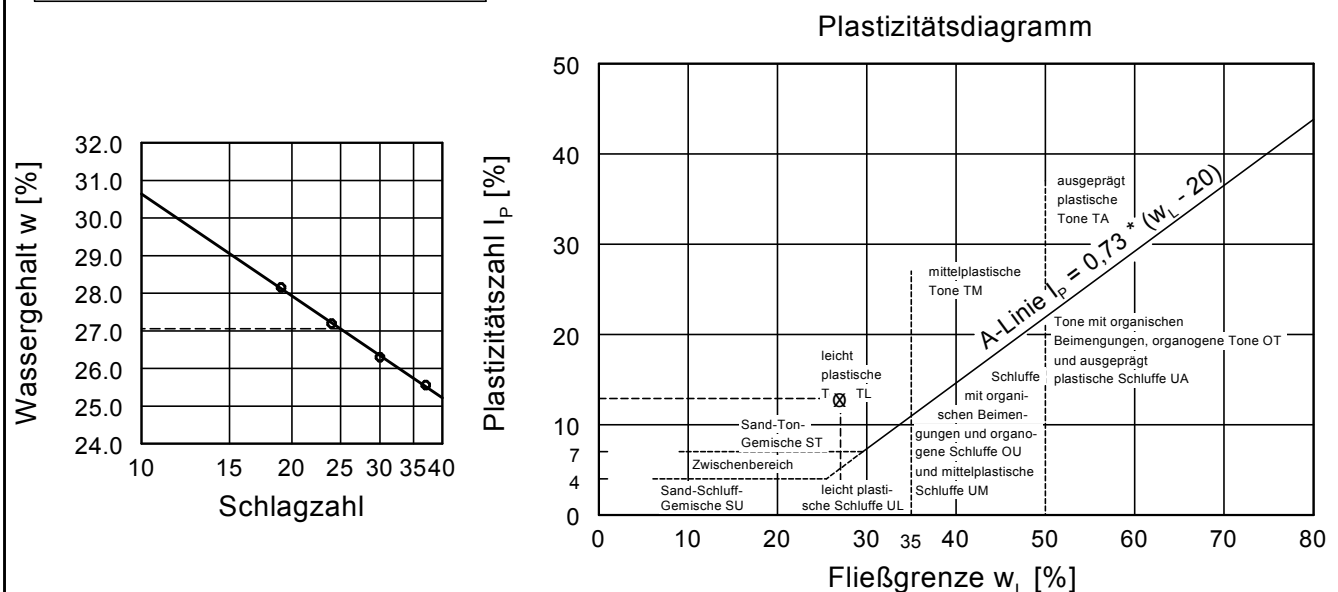 Plastizitätsdiagramm
Wassergehalt w [%]
32.0
31.0
30.0
29.0
28.0
27.0
26.0
25.0
24.0
10 15 20 25 30 35 40
Schlagzahl
Plastizitätszahl I_P [%]
50
40
30
20
10
7
4
0
ausgeprägt
plastische
Tone TA
A-Linie I_P = 0,73 * (w_L - 20)
mittelplastische
Tone TM
Tone mit organischen
Beimengungen, organogene Tone OT
und ausgeprägt
plastische Schluffe UA
leicht
plastische
T TL
Schluffe
mit organi-
schen Beimen-
gungen und organo-
gene Schluffe OU
und mittelplastische
Schluffe UM
Sand-Ton-
Gemische ST
Zwischenbereich
Sand-Schluff-
Gemische SU
leicht plasti-
sche Schluffe UL
0 10 20 30 35 40 50 60 70 80
Fließgrenze w_L [%]